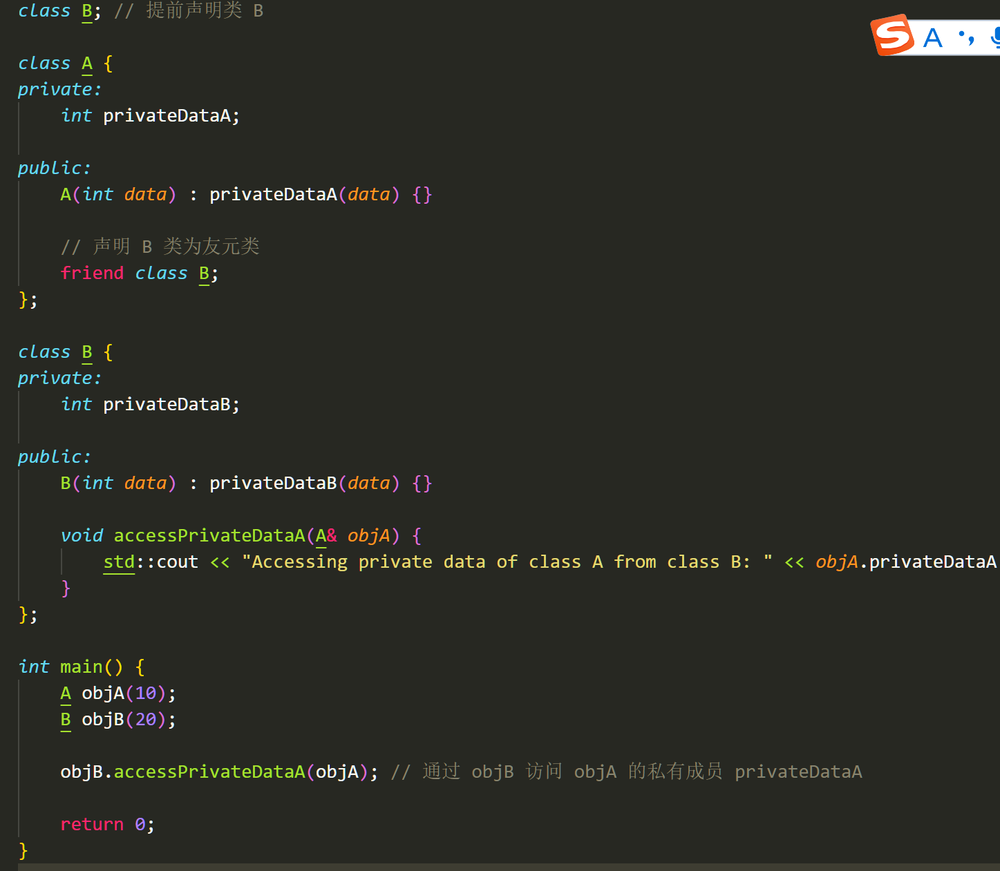 class B; // 提前声明类 B
class A {
private:
int privateDataA;
public:
A(int data) : privateDataA(data) {}
// 声明 B 类为友元类
friend class B;
};
class B {
private:
int privateDataB;
public:
B(int data) : privateDataB(data) {}
void accessPrivateDataA(A& objA) {
std::cout << "Accessing private data of class A from class B: " << objA.privateDataA
}
};
int main() {
A objA(10);
B objB(20);
objB.accessPrivateDataA(objA); // 通过 objB 访问 objA 的私有成员 privateDataA
return 0;
}
S A